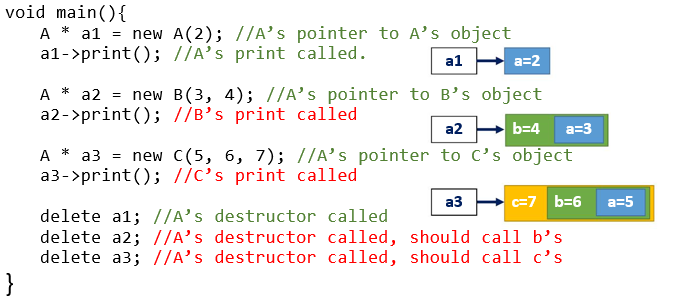 void main(){
A * a1 = new A(2); //A’s pointer to A’s object
a1->print(); //A’s print called.
a1 a=2
A * a2 = new B(3, 4); //A’s pointer to B’s object
a2->print(); //B’s print called
a2 b=4 a=3
A * a3 = new C(5, 6, 7); //A’s pointer to C’s object
a3->print(); //C’s print called
a3 c=7 b=6 a=5
delete a1; //A’s destructor called
delete a2; //A’s destructor called, should call b’s
delete a3; //A’s destructor called, should call c’s
}